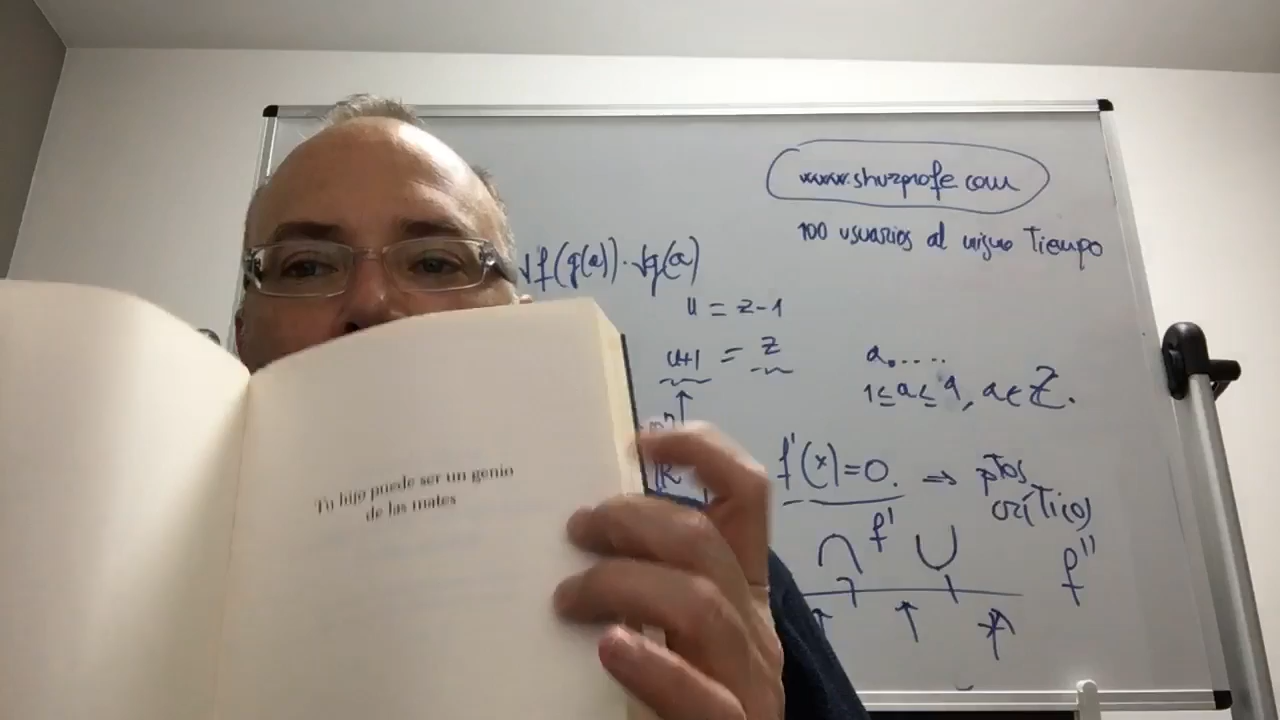 www.shurprofe.com
100 usuarios al mismo Tiempo
f(g(a))·
u = z-1
u+1 = z
a.....
1≤a≤9, a∈Z.
f'(x)=0. ⇒ ptos
crítico)
f'
f''
Tu hijo puede ser un genio
de las mates